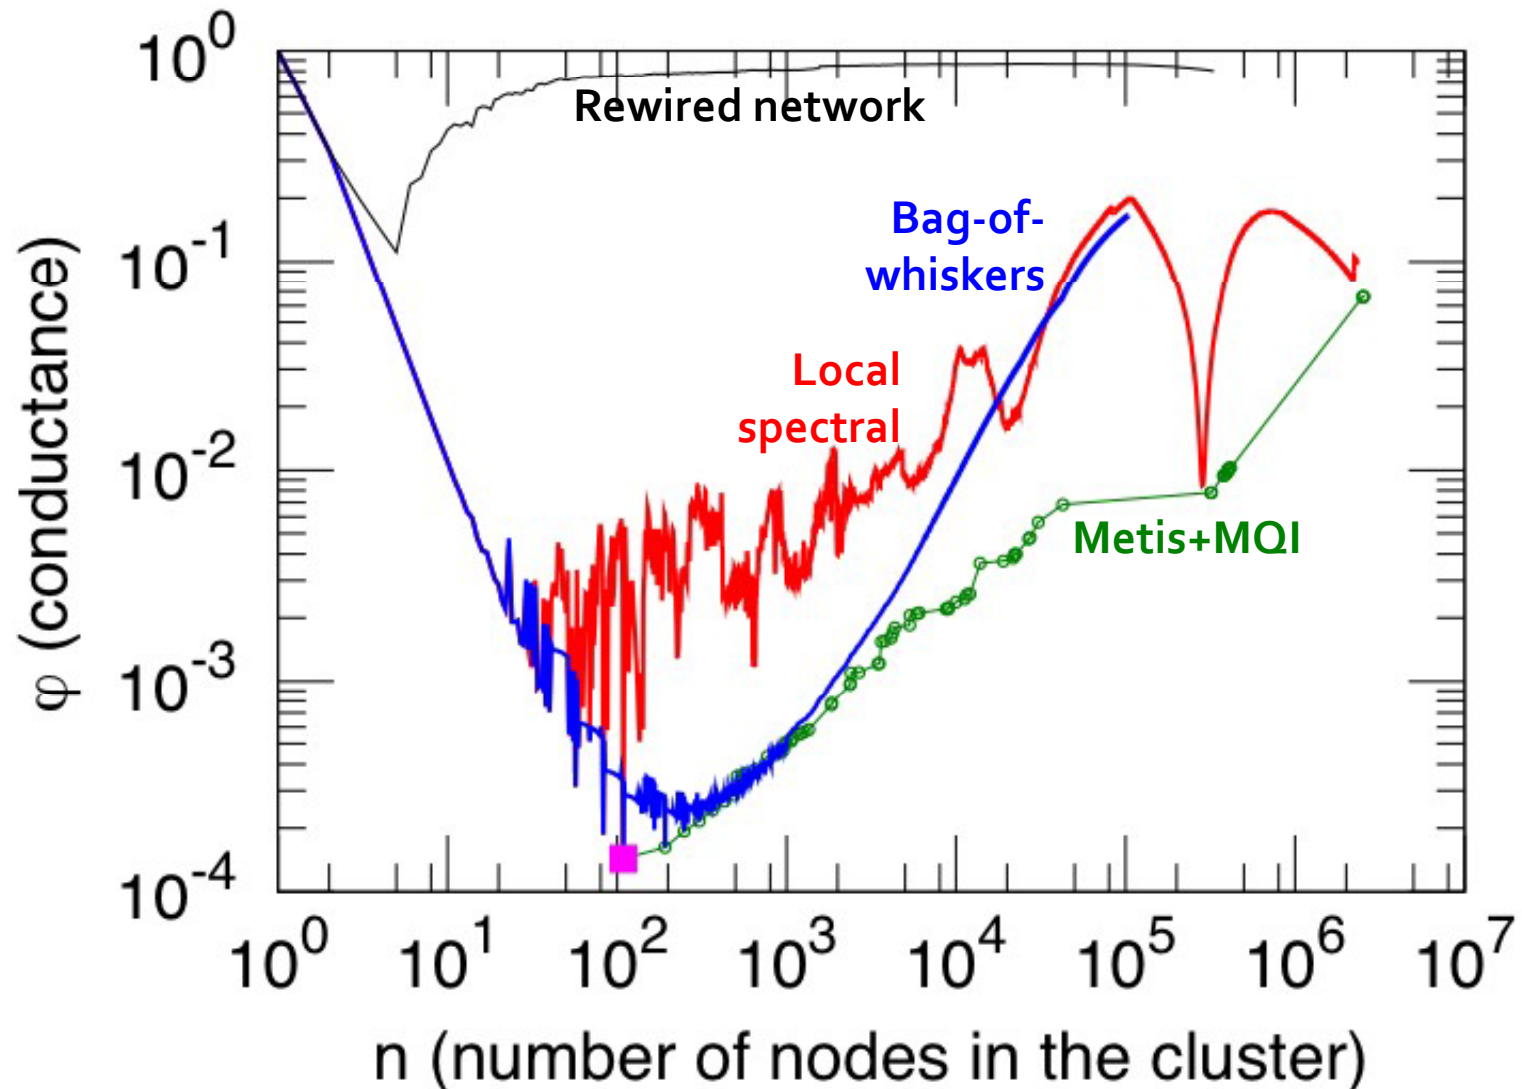 10^0
10^-1
10^-2
10^-3
10^-4
φ (conductance)
Rewired network
Bag-of-
whiskers
Local
spectral
Metis+MQI
10^0 10^1 10^2 10^3 10^4 10^5 10^6 10^7
n (number of nodes in the cluster)